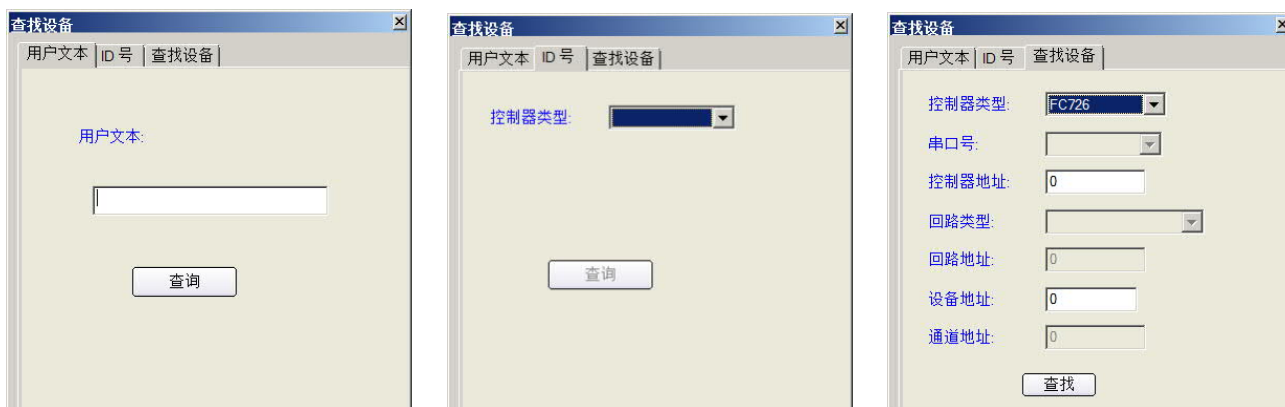 查找设备
用户文本 ID 号 查找设备
用户文本:
查询
查找设备
用户文本 ID 号 查找设备
控制器类型:
查询
查找设备
用户文本 ID 号 查找设备
控制器类型: FC726
串口号:
控制器地址: 0
回路类型:
回路地址: 0
设备地址: 0
通道地址: 0
查找